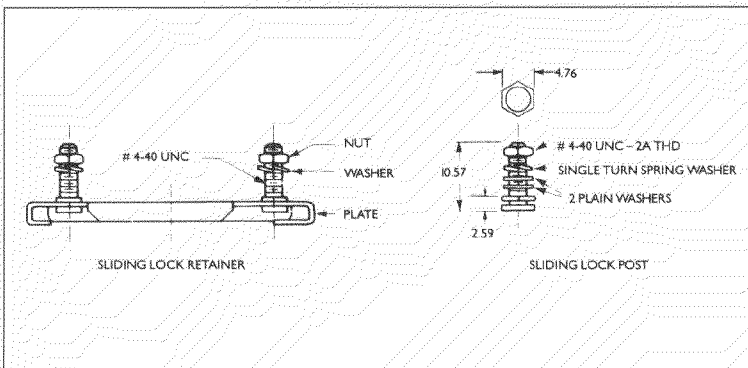 # 4-40 UNC
NUT
WASHER
PLATE
SLIDING LOCK RETAINER
4.76
# 4-40 UNC – 2A THD
10.57
SINGLE TURN SPRING WASHER
2 PLAIN WASHERS
2.59
SLIDING LOCK POST